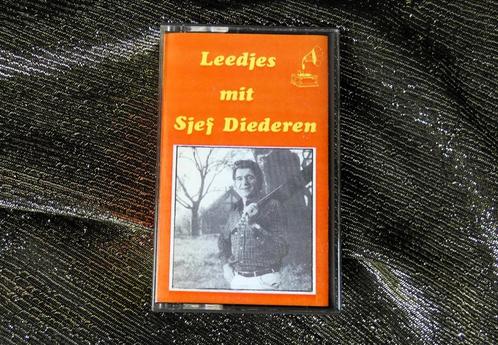 Leedjes
mit
Sjef Diederen